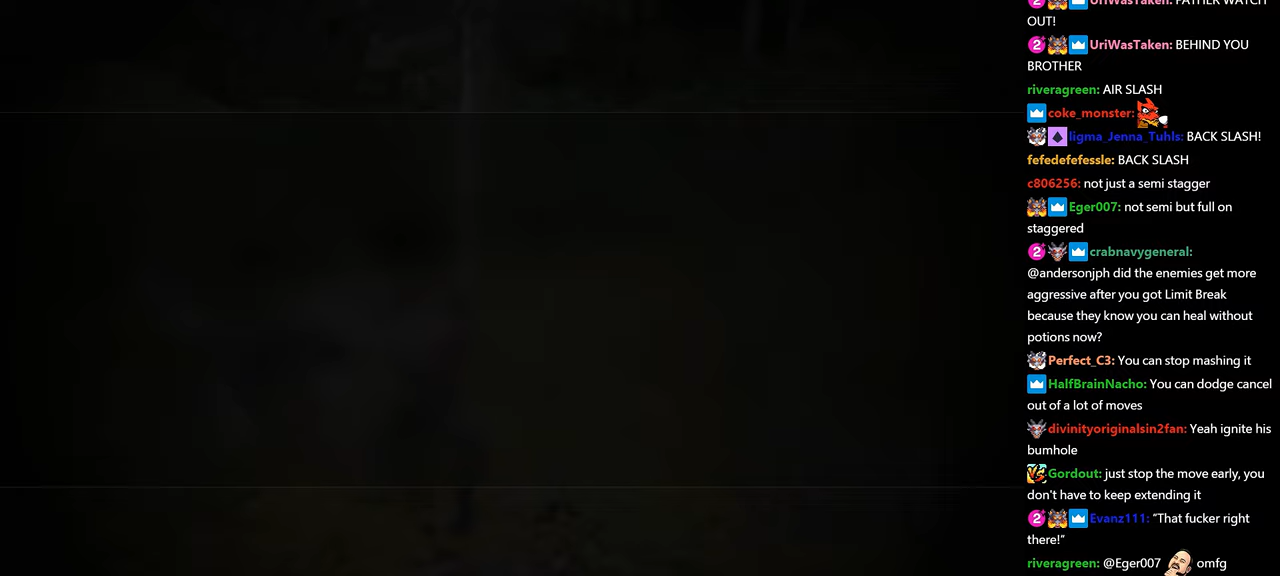 UriWasTaken: FATHER WATCH
OUT!
UriWasTaken: BEHIND YOU
BROTHER
riveragreen: AIR SLASH
coke_monster:
ligma_Jenna_Tuhls: BACK SLASH!
fefedefefessle: BACK SLASH
c806256: not just a semi stagger
Eger007: not semi but full on
staggered
crabnavygeneral:
@andersonjph did the enemies get more
aggressive after you got Limit Break
because they know you can heal without
potions now?
Perfect_C3: You can stop mashing it
HalfBrainNacho: You can dodge cancel
out of a lot of moves
divinityoriginalsin2fan: Yeah ignite his
bumhole
Gordout: just stop the move early, you
don't have to keep extending it
Evanz111: “That fucker right
there!”
riveragreen: @Eger007 omfg